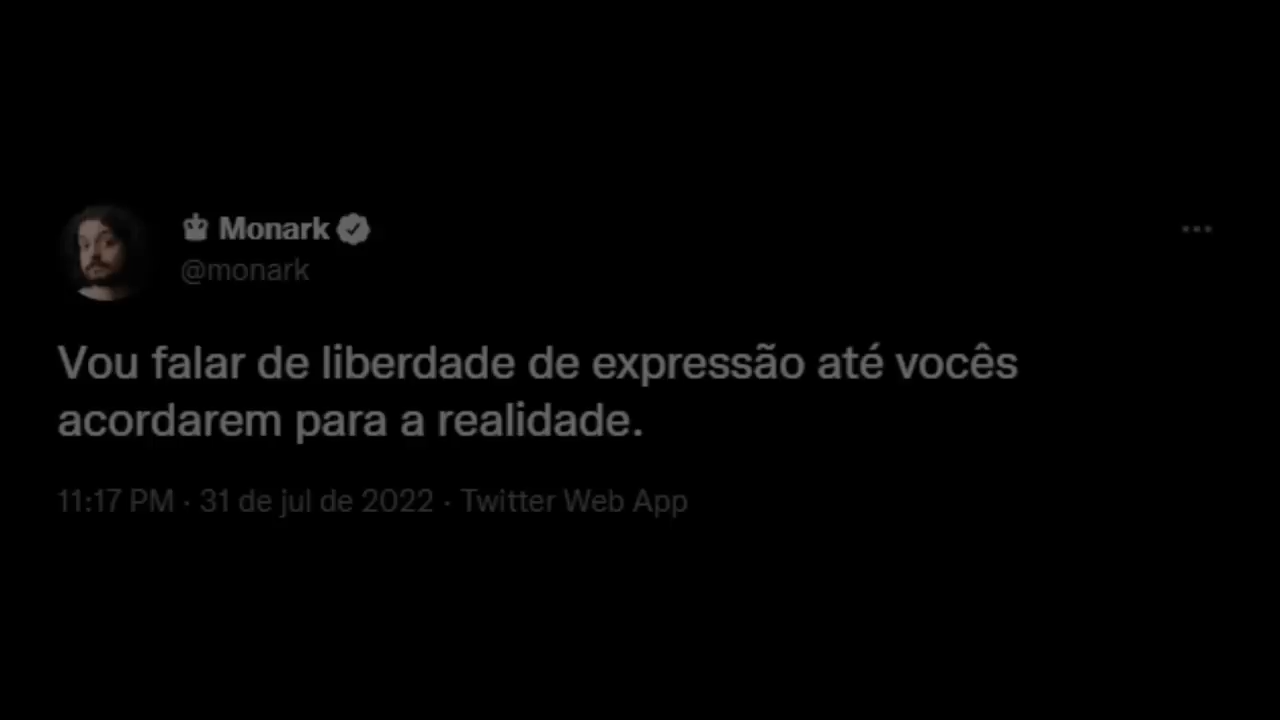 Monark
@monark
Vou falar de liberdade de expressão até vocês
acordarem para a realidade.
11:17 PM · 31 de jul de 2022 · Twitter Web App